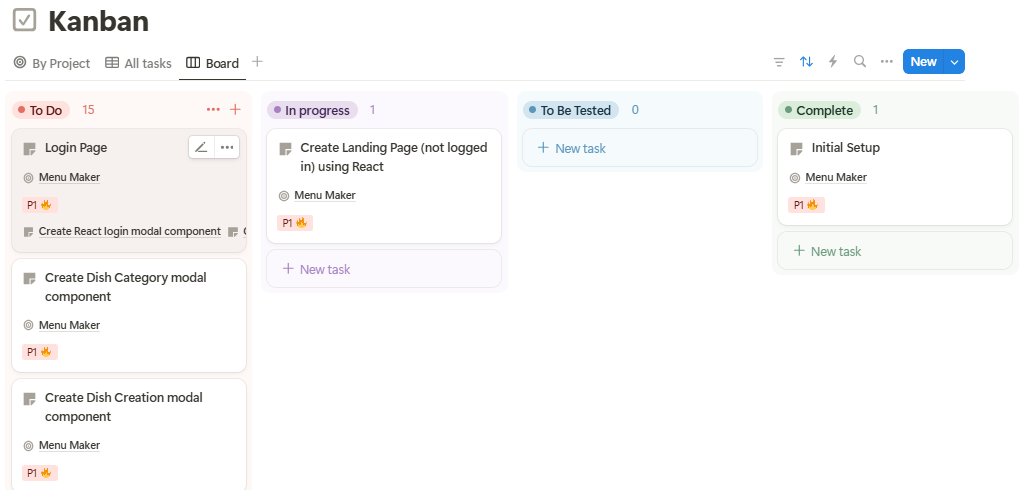 Kanban
By Project
All tasks
Board
New
To Do 15
Login Page
Menu Maker
P1 🔥
Create React login modal component
Create Dish Category modal
component
Menu Maker
P1 🔥
Create Dish Creation modal
component
Menu Maker
P1 🔥
In progress 1
Create Landing Page (not logged
in) using React
Menu Maker
P1 🔥
+ New task
To Be Tested 0
+ New task
Complete 1
Initial Setup
Menu Maker
P1 🔥
+ New task